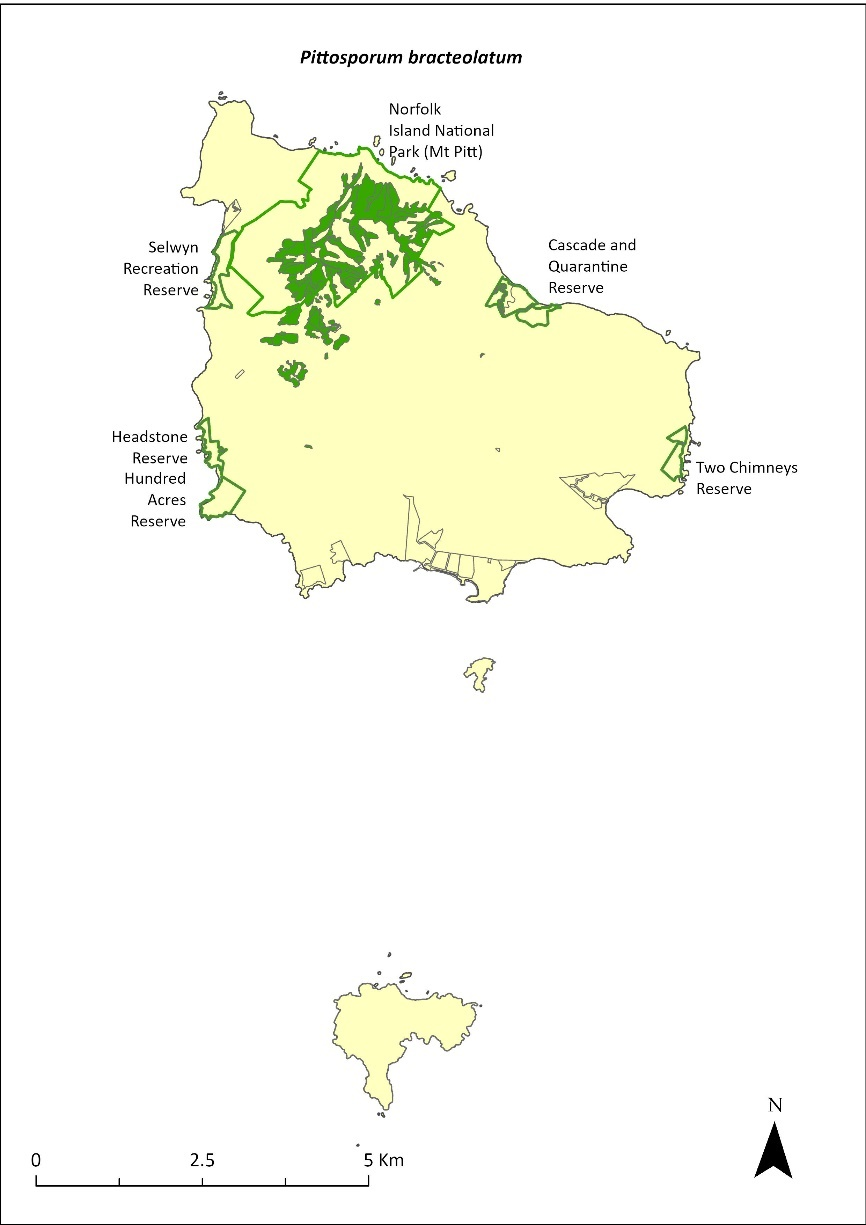 Pittosporum bracteolatum
Norfolk
Island National
Park (Mt Pitt)
Selwyn
Recreation
Reserve
Cascade and
Quarantine
Reserve
Headstone
Reserve
Hundred
Acres
Reserve
Two Chimneys
Reserve
N
0 2.5 5 Km